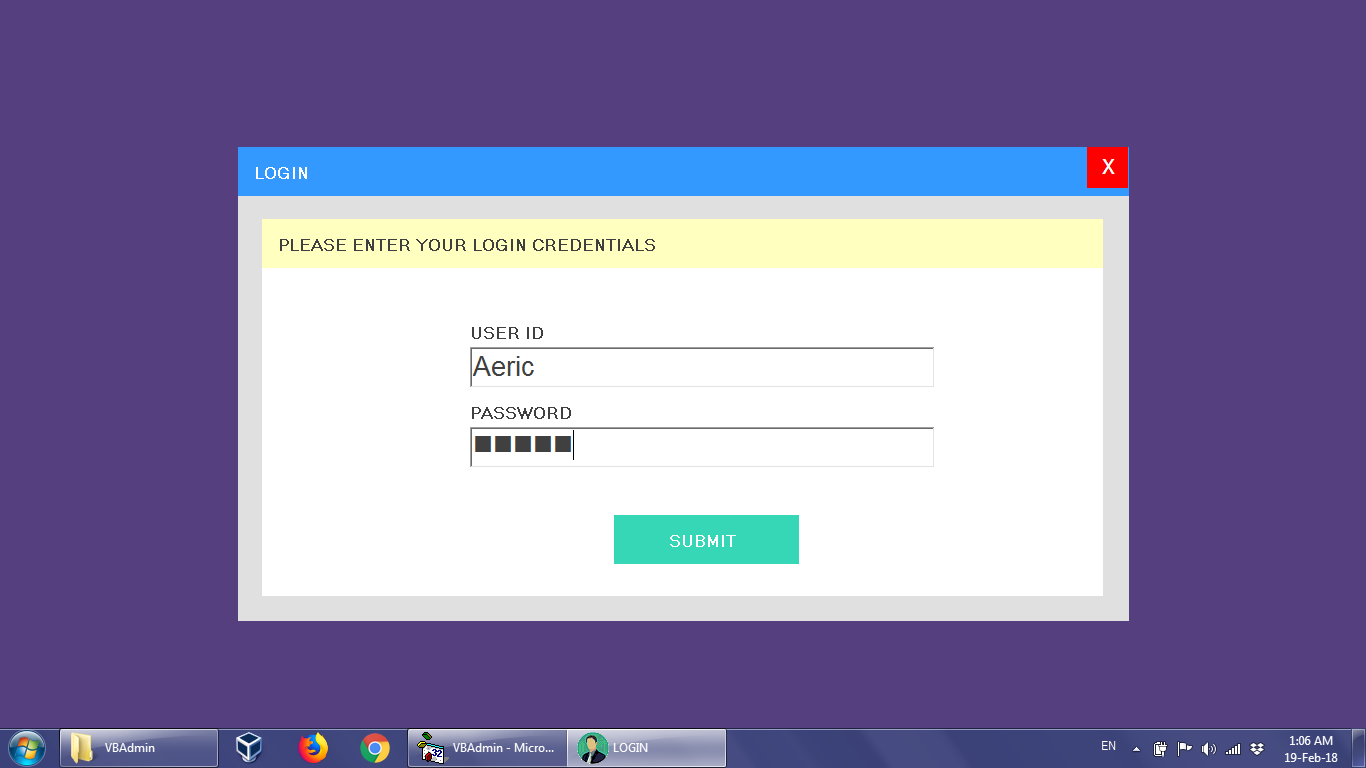 LOGIN
X
PLEASE ENTER YOUR LOGIN CREDENTIALS
USER ID
Aeric
PASSWORD
■■■■■
SUBMIT
VBAdmin
VBAdmin - Micro...
LOGIN
EN
1:06 AM
19-Feb-18